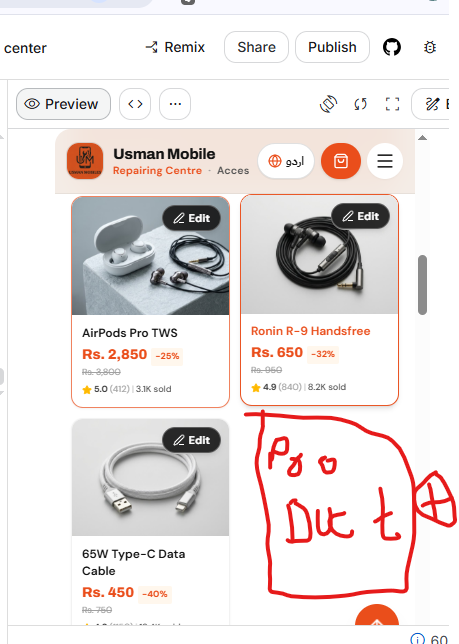 center
Remix
Share
Publish
Preview
Usman Mobile
Repairing Centre · Acces
اردو
Edit
Edit
AirPods Pro TWS
Rs. 2,850 -25%
Rs. 3,800
5.0 (412) | 3.1K sold
Ronin R-9 Handsfree
Rs. 650 -32%
Rs. 950
4.9 (840) | 8.2K sold
Edit
Pro
Duct
65W Type-C Data
Cable
Rs. 450 -40%
Rs. 750
60